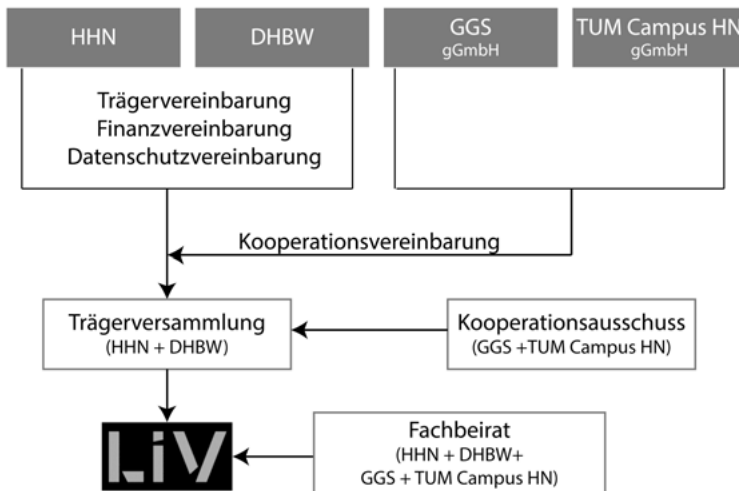 HHN
DHBW
GGS
gGmbH
TUM Campus HN
gGmbH
Trägervereinbarung
Finanzvereinbarung
Datenschutzvereinbarung
Kooperationsvereinbarung
Trägerversammlung
(HHN + DHBW)
Kooperationsausschuss
(GGS +TUM Campus HN)
LiV
Fachbeirat
(HHN + DHBW+
GGS + TUM Campus HN)